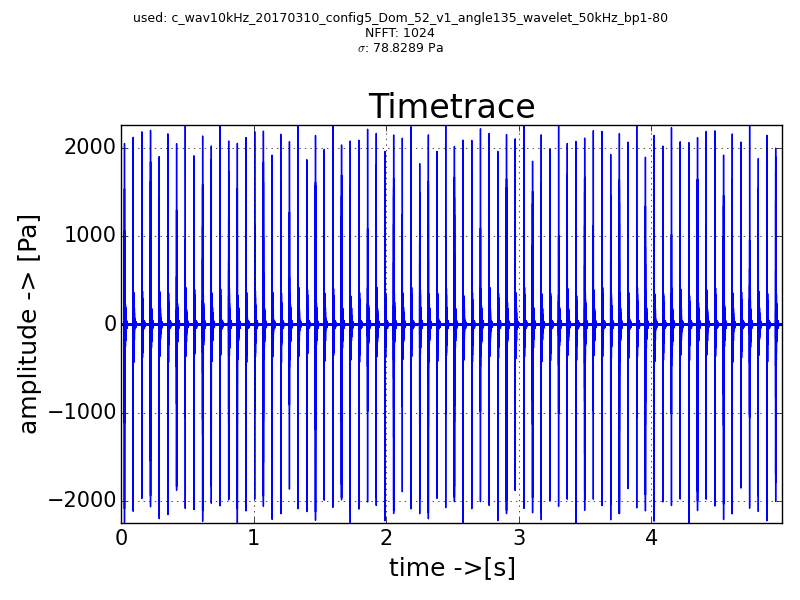 used: c_wav10kHz_20170310_config5_Dom_52_v1_angle135_wavelet_50kHz_bp1-80
NFFT: 1024
σ: 78.8289 Pa
Timetrace
2000
1000
0
−1000
−2000
amplitude -> [Pa]
0 1 2 3 4
time ->[s]